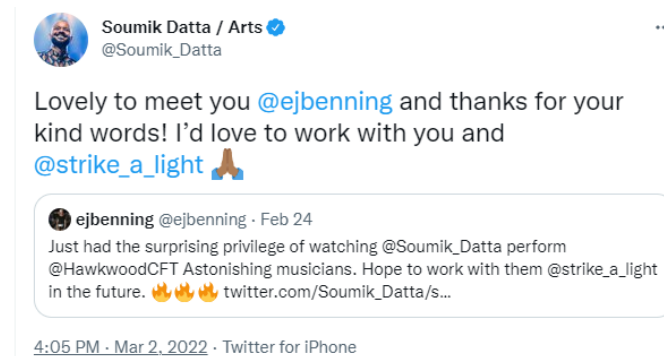 Soumik Datta / Arts
@Soumik_Datta
Lovely to meet you @ejbenning and thanks for your
kind words! I’d love to work with you and
@strike_a_light 🙏🏾
ejbenning @ejbenning · Feb 24
Just had the surprising privilege of watching @Soumik_Datta perform
@HawkwoodCFT Astonishing musicians. Hope to work with them @strike_a_light
in the future. 🔥🔥🔥 twitter.com/Soumik_Datta/s…
4:05 PM · Mar 2, 2022 · Twitter for iPhone